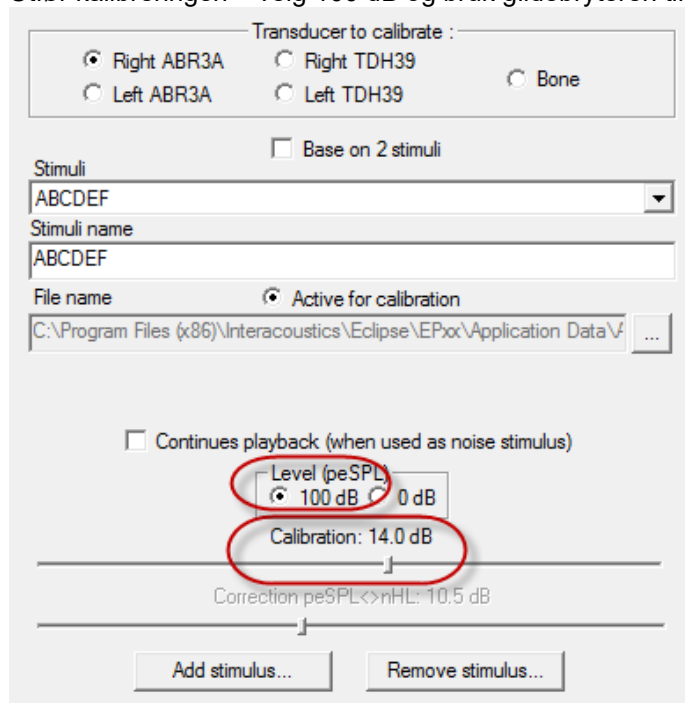 Transducer to calibrate :
Right ABR3A Right TDH39
Bone
Left ABR3A Left TDH39
Base on 2 stimuli
Stimuli
ABCDEF
Stimuli name
ABCDEF
File name Active for calibration
C:\Program Files (x86)\Interacoustics\Eclipse\EPxx\Application Data\ ...
Continues playback (when used as noise stimulus)
Level (peSPL)
100 dB 0 dB
Calibration: 14.0 dB
Correction peSPL<>nHL: 10.5 dB
Add stimulus... Remove stimulus...